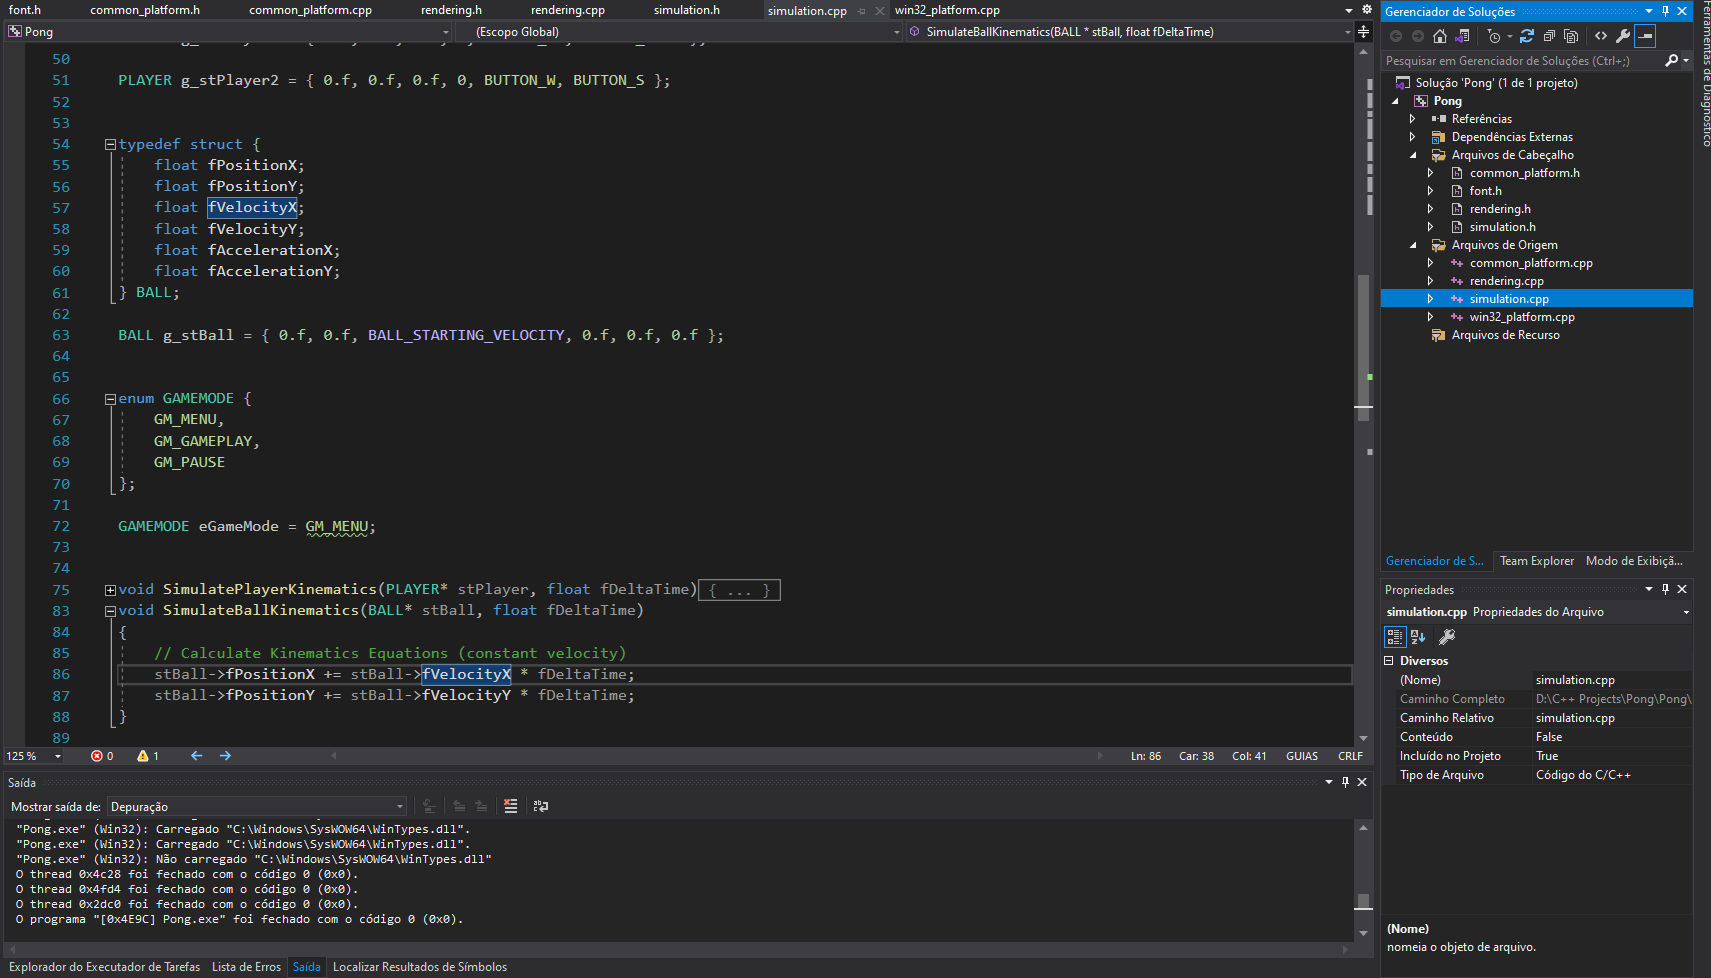 font.h common_platform.h common_platform.cpp rendering.h rendering.cpp simulation.h simulation.cpp win32_platform.cpp
Pong (Escopo Global) SimulateBallKinematics(BALL * stBall, float fDeltaTime)
50
51 PLAYER g_stPlayer2 = { 0.f, 0.f, 0.f, 0, BUTTON_W, BUTTON_S };
52
53
54 typedef struct {
55 float fPositionX;
56 float fPositionY;
57 float fVelocityX;
58 float fVelocityY;
59 float fAccelerationX;
60 float fAccelerationY;
61 } BALL;
62
63 BALL g_stBall = { 0.f, 0.f, BALL_STARTING_VELOCITY, 0.f, 0.f, 0.f };
64
65
66 enum GAMEMODE {
67 GM_MENU,
68 GM_GAMEPLAY,
69 GM_PAUSE
70 };
71
72 GAMEMODE eGameMode = GM_MENU;
73
74
75 void SimulatePlayerKinematics(PLAYER* stPlayer, float fDeltaTime) { ... }
83 void SimulateBallKinematics(BALL* stBall, float fDeltaTime)
84 {
85 // Calculate Kinematics Equations (constant velocity)
86 stBall->fPositionX += stBall->fVelocityX * fDeltaTime;
87 stBall->fPositionY += stBall->fVelocityY * fDeltaTime;
88 }
89
125 % 0 1 Ln: 86 Car: 38 Col: 41 GUIAS CRLF
Saída
Mostrar saída de: Depuração
"Pong.exe" (Win32): Carregado "C:\Windows\SysWOW64\WinTypes.dll".
"Pong.exe" (Win32): Carregado "C:\Windows\SysWOW64\WinTypes.dll".
"Pong.exe" (Win32): Não carregado "C:\Windows\SysWOW64\WinTypes.dll"
O thread 0x4c28 foi fechado com o código 0 (0x0).
O thread 0x4fd4 foi fechado com o código 0 (0x0).
O thread 0x2dc0 foi fechado com o código 0 (0x0).
O programa "[0x4E9C] Pong.exe" foi fechado com o código 0 (0x0).
Explorador do Executador de Tarefas Lista de Erros Saída Localizar Resultados de Símbolos
Gerenciador de Soluções
Pesquisar em Gerenciador de Soluções (Ctrl+;)
Solução 'Pong' (1 de 1 projeto)
Pong
Referências
Dependências Externas
Arquivos de Cabeçalho
common_platform.h
font.h
rendering.h
simulation.h
Arquivos de Origem
common_platform.cpp
rendering.cpp
simulation.cpp
win32_platform.cpp
Arquivos de Recurso
Gerenciador de S... Team Explorer Modo de Exibiçã...
Propriedades
simulation.cpp Propriedades do Arquivo
Diversos
(Nome) simulation.cpp
Caminho Completo D:\C++ Projects\Pong\Pong\
Caminho Relativo simulation.cpp
Conteúdo False
Incluído no Projeto True
Tipo de Arquivo Código do C/C++
(Nome)
nomeia o objeto de arquivo.
Ferramentas de Diagnóstico